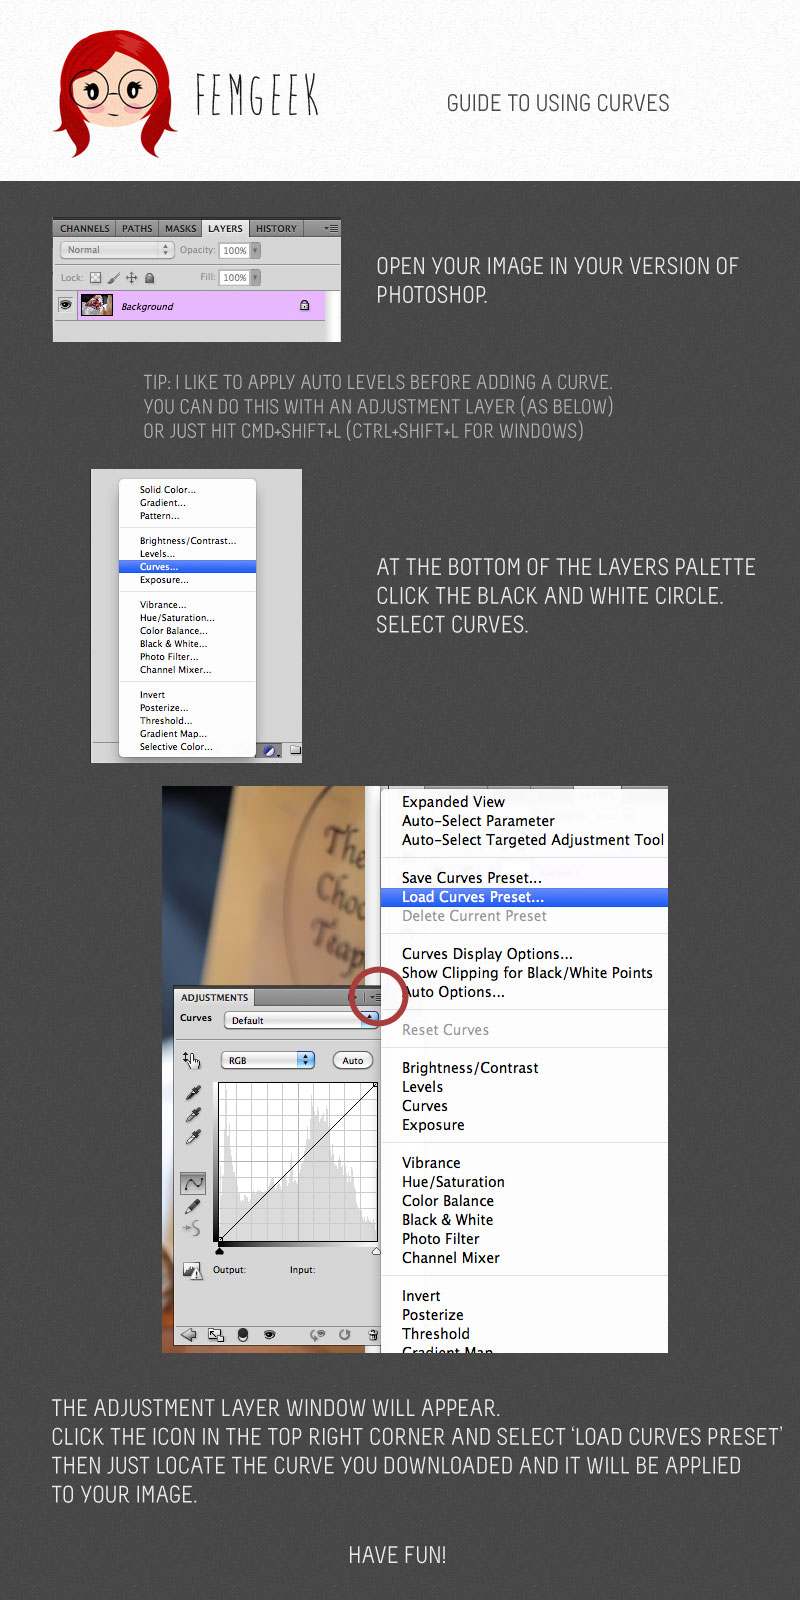 FEMGEEK
GUIDE TO USING CURVES
CHANNELS PATHS MASKS LAYERS HISTORY
Normal Opacity: 100%
Lock: Fill: 100%
Background
OPEN YOUR IMAGE IN YOUR VERSION OF
PHOTOSHOP.
TIP: I LIKE TO APPLY AUTO LEVELS BEFORE ADDING A CURVE.
YOU CAN DO THIS WITH AN ADJUSTMENT LAYER (AS BELOW)
OR JUST HIT CMD+SHIFT+L (CTRL+SHIFT+L FOR WINDOWS)
Solid Color...
Gradient...
Pattern...
Brightness/Contrast...
Levels...
Curves...
Exposure...
Vibrance...
Hue/Saturation...
Color Balance...
Black & White...
Photo Filter...
Channel Mixer...
Invert
Posterize...
Threshold...
Gradient Map...
Selective Color...
AT THE BOTTOM OF THE LAYERS PALETTE
CLICK THE BLACK AND WHITE CIRCLE.
SELECT CURVES.
The
Choc
Teap
ADJUSTMENTS
Curves Default
RGB Auto
Output: Input:
Expanded View
Auto-Select Parameter
Auto-Select Targeted Adjustment Tool
Save Curves Preset...
Load Curves Preset...
Delete Current Preset
Curves Display Options...
Show Clipping for Black/White Points
Auto Options...
Reset Curves
Brightness/Contrast
Levels
Curves
Exposure
Vibrance
Hue/Saturation
Color Balance
Black & White
Photo Filter
Channel Mixer
Invert
Posterize
Threshold
Gradient Map
THE ADJUSTMENT LAYER WINDOW WILL APPEAR.
CLICK THE ICON IN THE TOP RIGHT CORNER AND SELECT 'LOAD CURVES PRESET'
THEN JUST LOCATE THE CURVE YOU DOWNLOADED AND IT WILL BE APPLIED
TO YOUR IMAGE.
HAVE FUN!